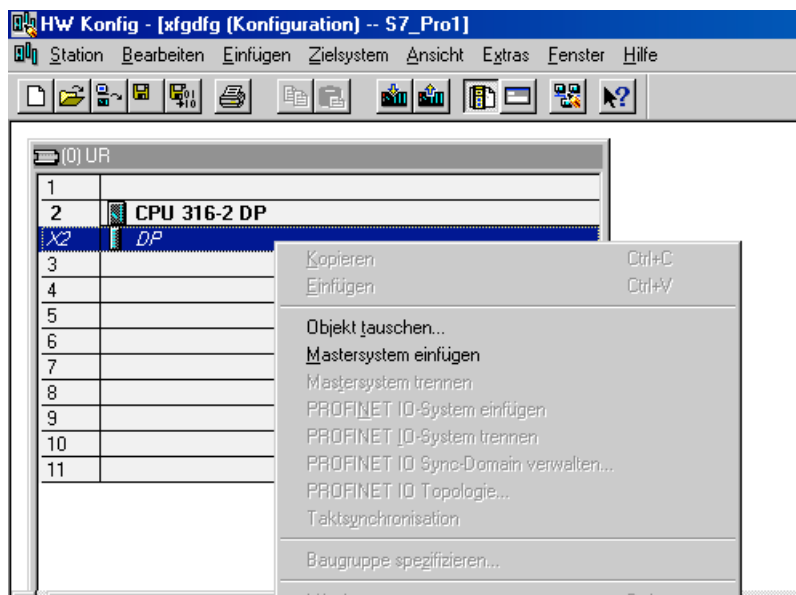 HW Konfig - [xfgdfg (Konfiguration) -- S7_Pro1]
Station Bearbeiten Einfügen Zielsystem Ansicht Extras Fenster Hilfe
(0) UR
1
2 CPU 316-2 DP
X2 DP
3
4
5
6
7
8
9
10
11
Kopieren Ctrl+C
Einfügen Ctrl+V
Objekt tauschen...
Mastersystem einfügen
Mastersystem trennen
PROFINET IO-System einfügen
PROFINET IO-System trennen
PROFINET IO Sync-Domain verwalten...
PROFINET IO Topologie...
Taktsynchronisation
Baugruppe spezifizieren...